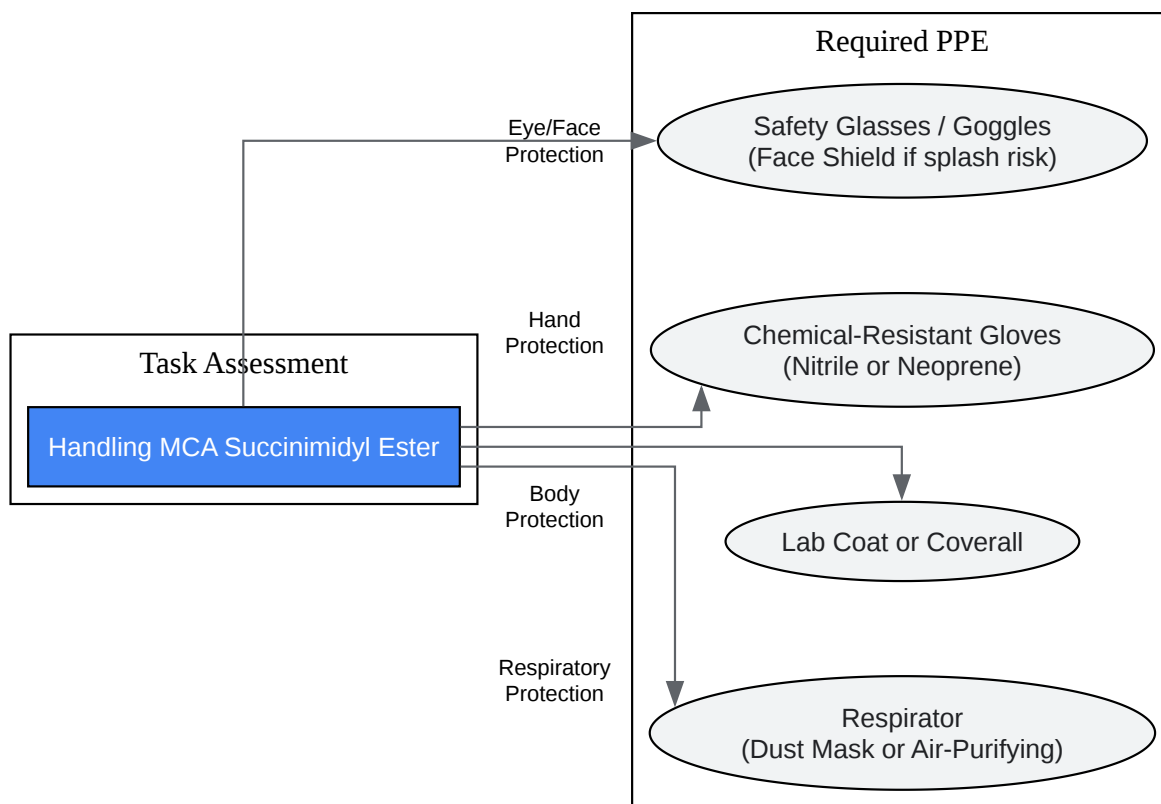 Required PPE
Eye/Face
Protection
Safety Glasses / Goggles
(Face Shield if splash risk)
Hand
Protection
Chemical-Resistant Gloves
(Nitrile or Neoprene)
Task Assessment
Handling MCA Succinimidyl Ester
Body
Protection
Lab Coat or Coverall
Respiratory
Protection
Respirator
(Dust Mask or Air-Purifying)